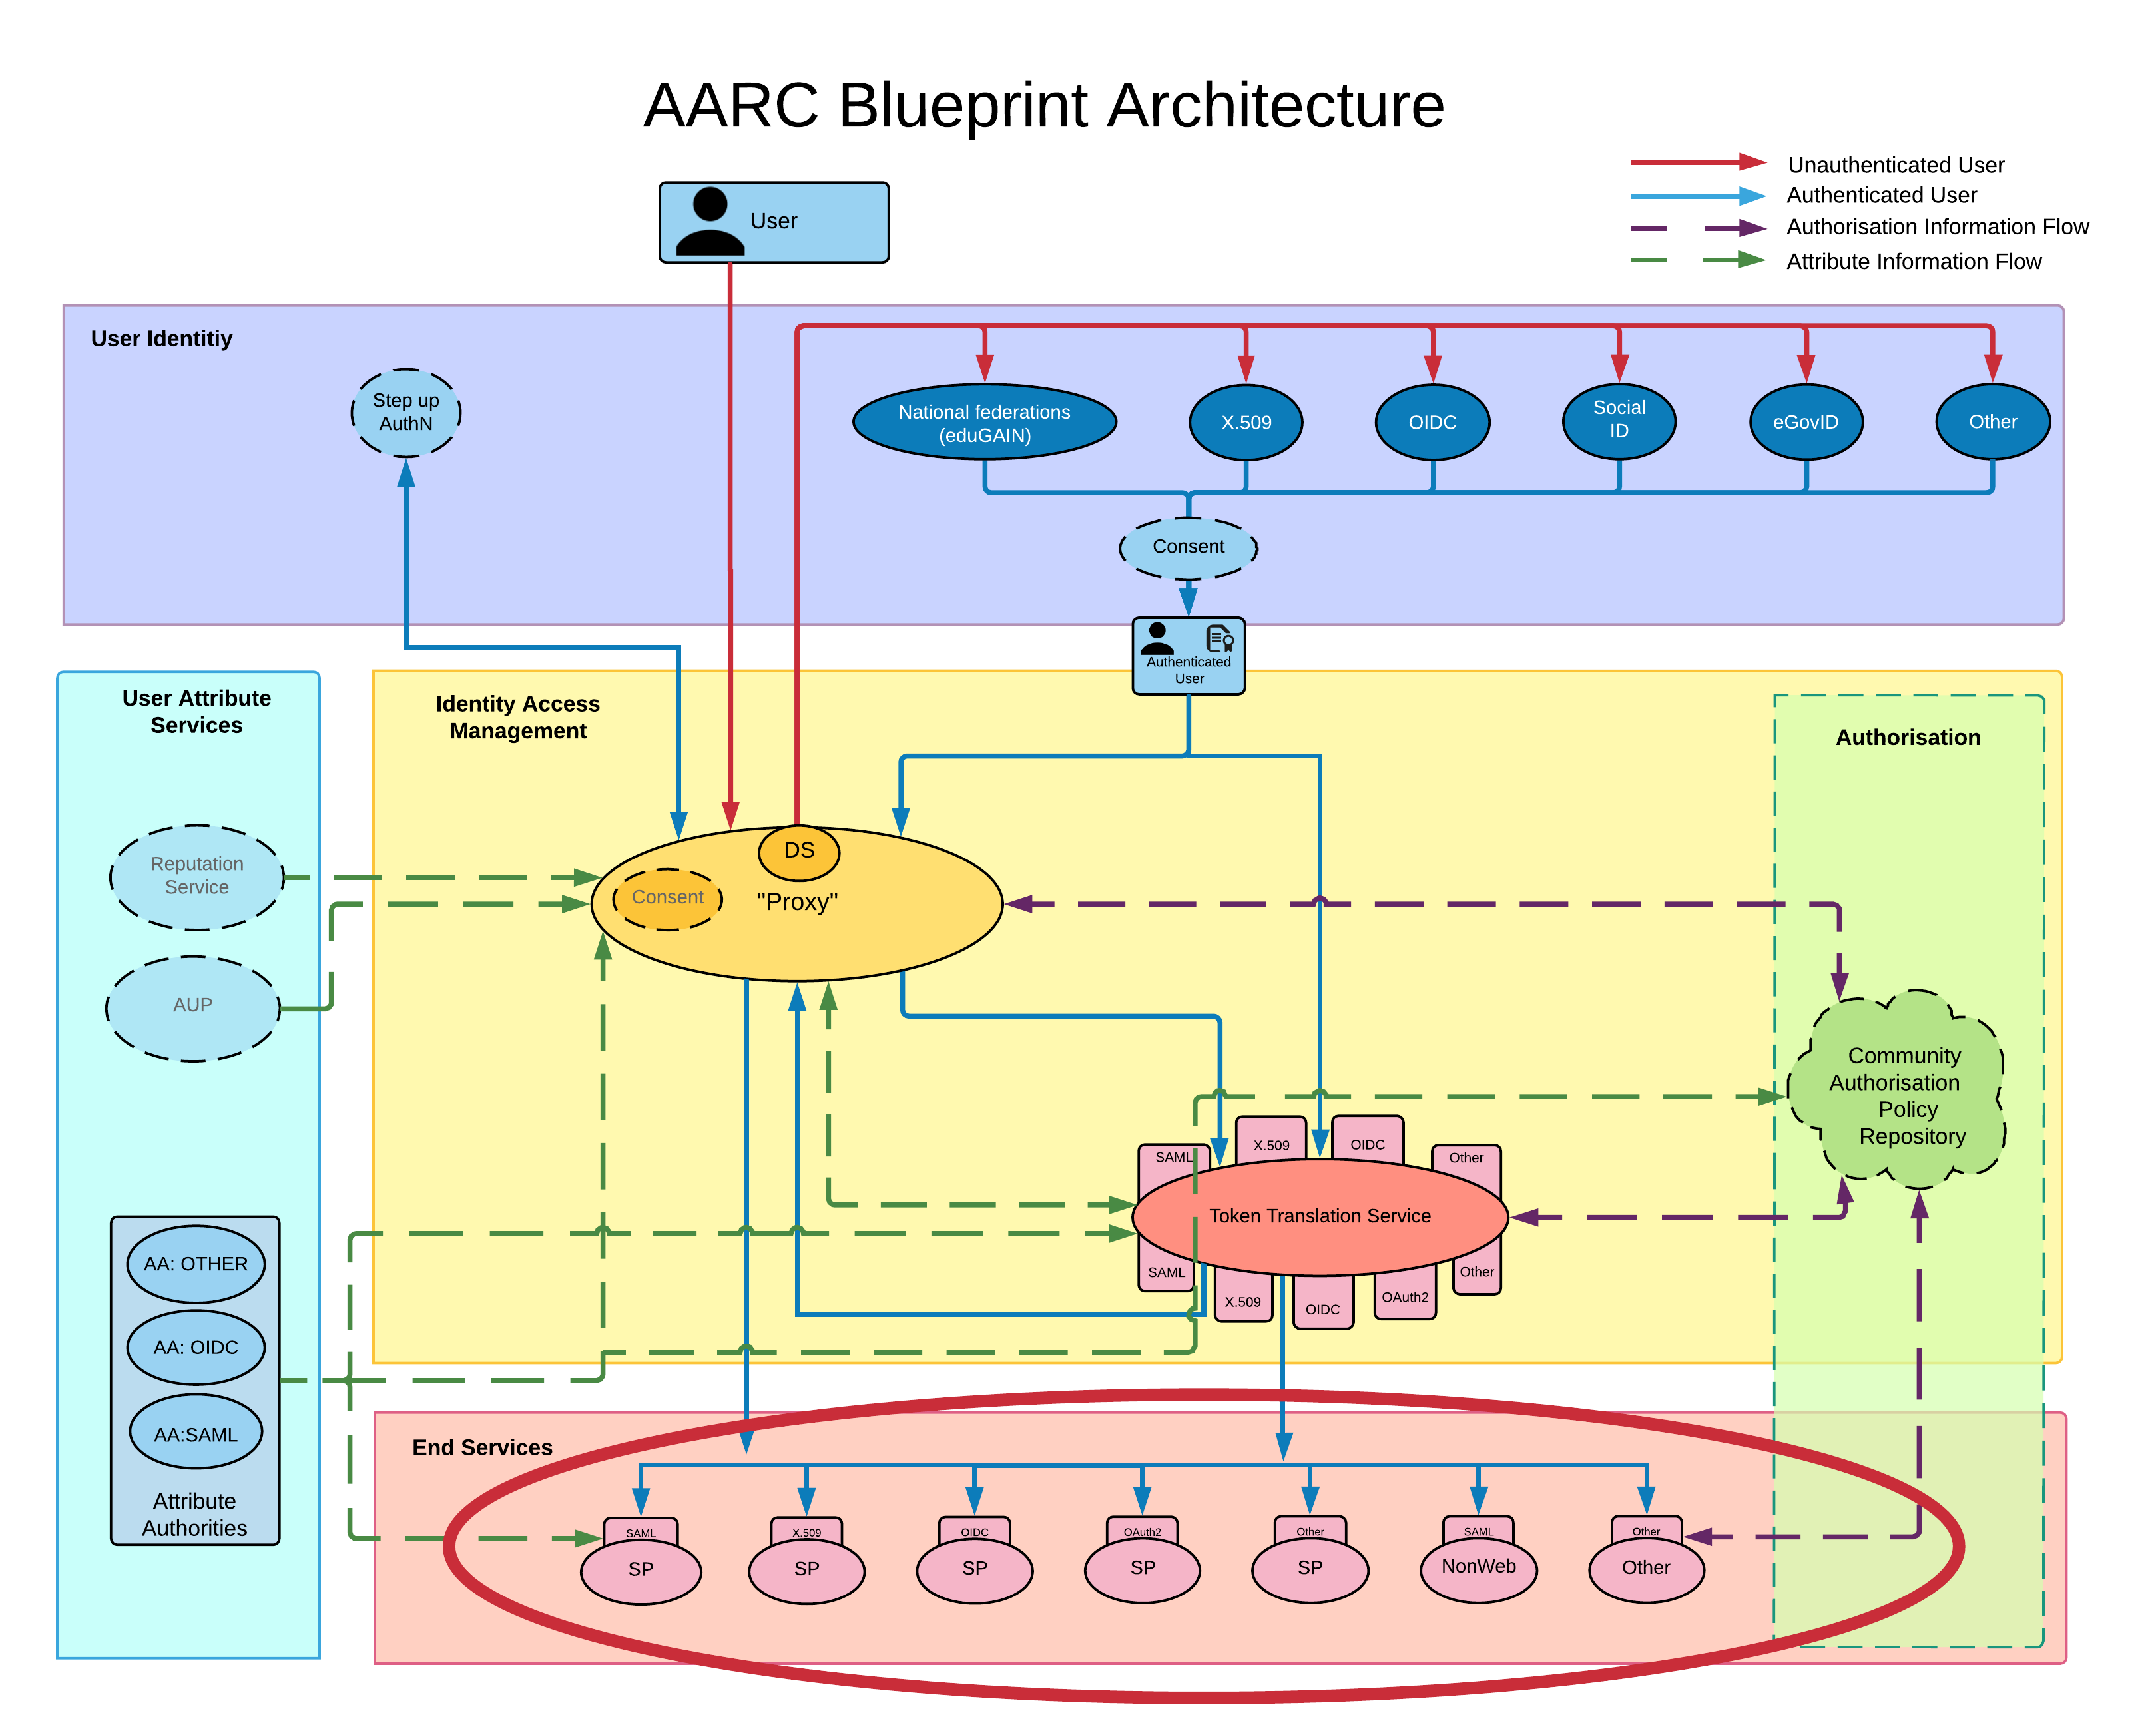 AARC Blueprint Architecture
Unauthenticated User
Authenticated User
Authorisation Information Flow
Attribute Information Flow
User
User Identitiy
Step up
AuthN
National federations
(eduGAIN)
X.509
OIDC
Social
ID
eGovID
Other
Consent
Authenticated
User
User Attribute
Services
Reputation
Service
AUP
AA: OTHER
AA: OIDC
AA:SAML
Attribute
Authorities
Identity Access
Management
DS
Consent
"Proxy"
SAML
X.509
OIDC
Other
Token Translation Service
SAML
X.509
OIDC
OAuth2
Other
Authorisation
Community
Authorisation
Policy
Repository
End Services
SAML
SP
X.509
SP
OIDC
SP
OAuth2
SP
Other
SP
SAML
NonWeb
Other
Other